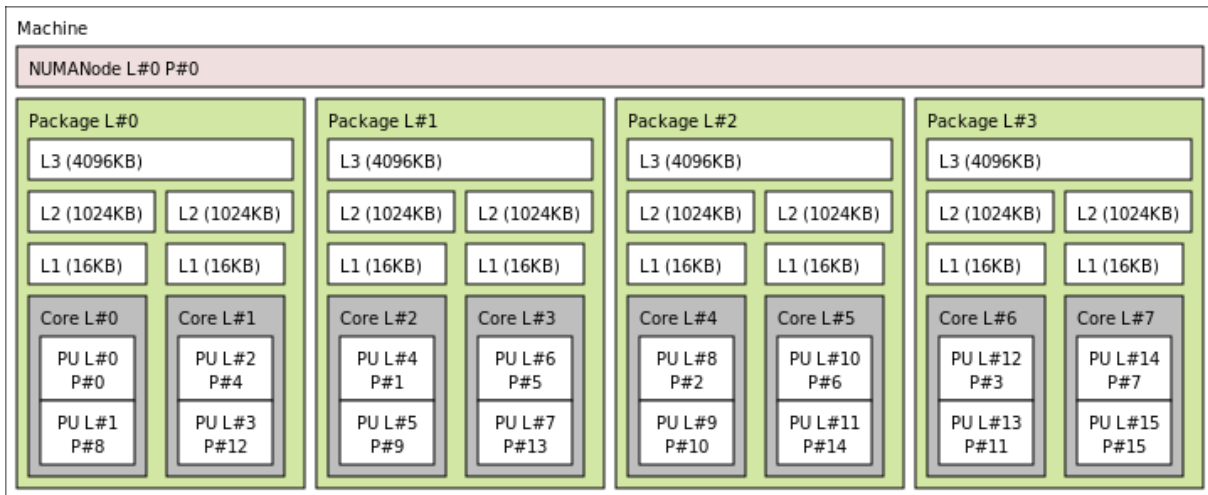 Machine
NUMANode L#0 P#0
Package L#0
L3 (4096KB)
L2 (1024KB) L2 (1024KB)
L1 (16KB) L1 (16KB)
Core L#0 Core L#1
PU L#0 PU L#2
P#0 P#4
PU L#1 PU L#3
P#8 P#12
Package L#1
L3 (4096KB)
L2 (1024KB) L2 (1024KB)
L1 (16KB) L1 (16KB)
Core L#2 Core L#3
PU L#4 PU L#6
P#1 P#5
PU L#5 PU L#7
P#9 P#13
Package L#2
L3 (4096KB)
L2 (1024KB) L2 (1024KB)
L1 (16KB) L1 (16KB)
Core L#4 Core L#5
PU L#8 PU L#10
P#2 P#6
PU L#9 PU L#11
P#10 P#14
Package L#3
L3 (4096KB)
L2 (1024KB) L2 (1024KB)
L1 (16KB) L1 (16KB)
Core L#6 Core L#7
PU L#12 PU L#14
P#3 P#7
PU L#13 PU L#15
P#11 P#15